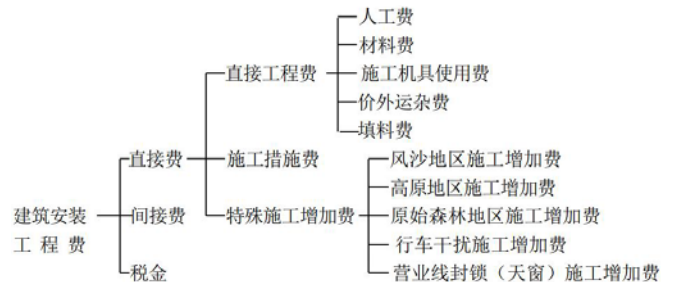 人工费
材料费
直接工程费
施工机具使用费
价外运杂费
填料费
直接费
施工措施费
风沙地区施工增加费
高原地区施工增加费
建筑安装
工程费
间接费
特殊施工增加费
原始森林地区施工增加费
行车干扰施工增加费
税金
营业线封锁（天窗）施工增加费